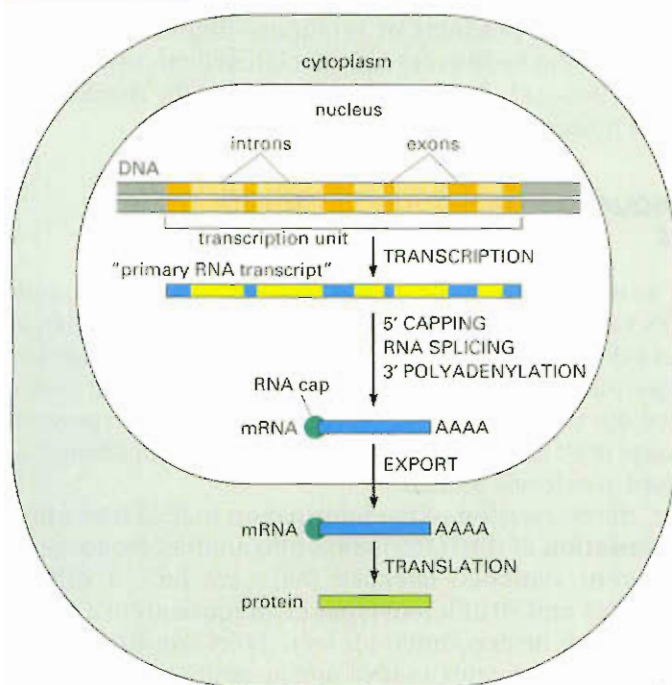 cytoplasm
nucleus
introns exons
DNA
transcription unit
TRANSCRIPTION
"primary RNA transcript"
5′ CAPPING
RNA SPLICING
3′ POLYADENYLATION
RNA cap
mRNA AAAA
EXPORT
mRNA AAAA
TRANSLATION
protein